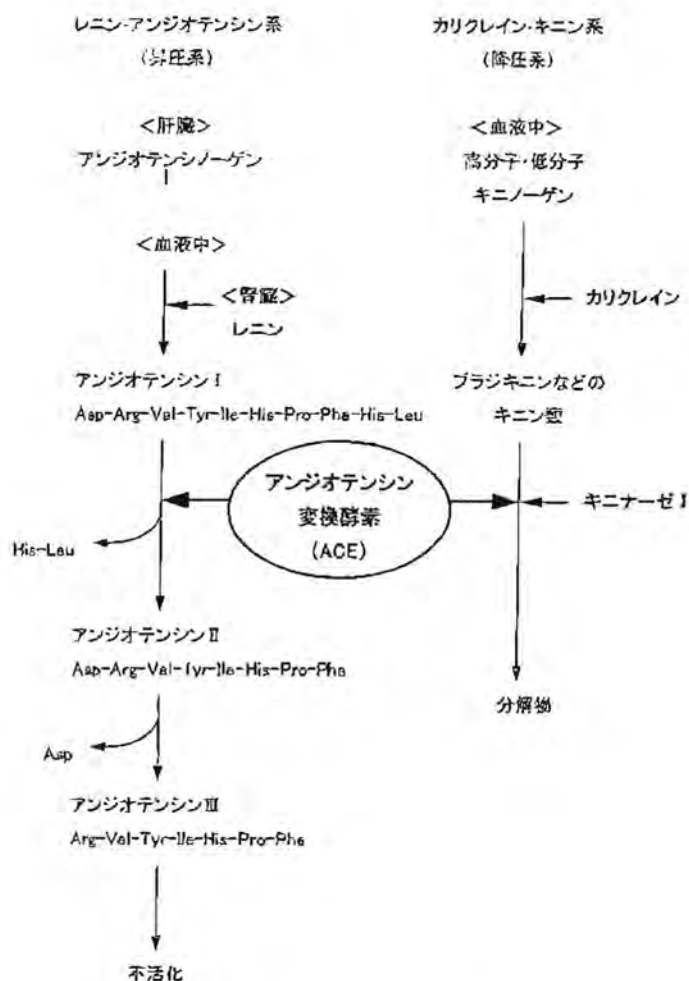 レニン-アンジオテンシン系
(昇圧系)
<肝臓>
アンジオテンシノーゲン
<血液中>
<腎臓>
レニン
アンジオテンシン I
Asp-Arg-Val-Tyr-Ile-His-Pro-Phe-His-Leu
His-Leu
アンジオテンシン II
Asp-Arg-Val-Tyr-Ile-His-Pro-Phe
Asp
アンジオテンシン III
Arg-Val-Tyr-Ile-His-Pro-Phe
不活化
アンジオテンシン
変換酵素
(ACE)
カリクレイン・キニン系
(降圧系)
<血液中>
高分子・低分子
キニノーゲン
カリクレイン
ブラジキニンなどの
キニン類
キニナーゼ I
分解物